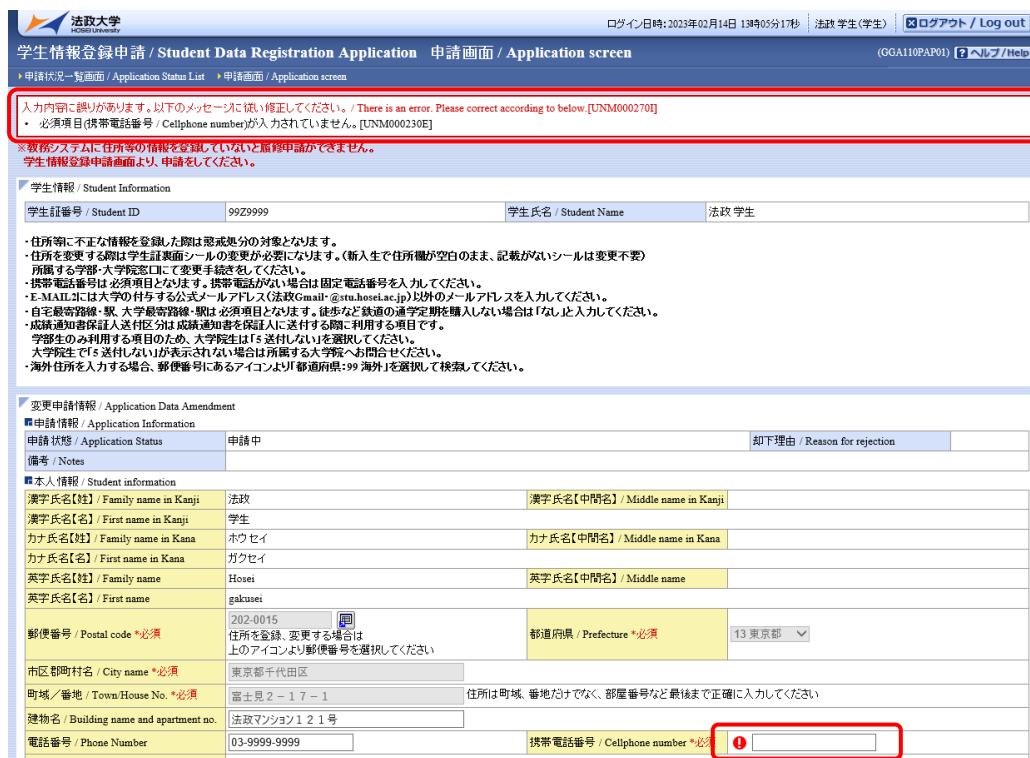 法政大学
HOSEI University
ログイン日時：2023年02月14日 13時05分17秒 法政 学生(学生) ログアウト / Log out
学生情報登録申請 / Student Data Registration Application 申請画面 / Application screen (GGA110PAP01) ヘルプ/Help
申請状況一覧画面 / Application Status List 申請画面 / Application screen
入力内容に誤りがあります。以下のメッセージに従い修正してください。 / There is an error. Please correct according to below.[UNM000270I]
・ 必須項目(携帯電話番号 / Cellphone number)が入力されていません。[UNM000230E]
※教務システムに住所等の情報を登録していないと履修申請ができません。
学生情報登録申請画面より、申請をしてください。
学生情報 / Student Information
学生証番号 / Student ID 99Z9999 学生氏名 / Student Name 法政 学生
・住所等に不正な情報を登録した際は懲戒処分の対象となります。
・住所を変更する際は学生証裏面シールの変更が必要になります。（新入生で住所欄が空白のまま、記載がないシールは変更不要）
所属する学部・大学院窓口にて変更手続きをしてください。
・携帯電話番号は必須項目となります。携帯電話がない場合は固定電話番号を入力してください。
・E-MAIL2には大学の付与する公式メールアドレス（法政Gmail・@stu.hosei.ac.jp）以外のメールアドレスを入力してください。
・自宅最寄路線・駅、大学最寄路線・駅は必須項目となります。徒歩など鉄道の通学定期を購入しない場合は「なし」と入力してください。
・成績通知書保証人送付区分は成績通知書を保証人に送付する際に利用する項目です。
学部生のみ利用する項目のため、大学院生は「5 送付しない」を選択してください。
大学院生で「5 送付しない」が表示されない場合は所属する大学院へお問合せください。
・海外住所を入力する場合、郵便番号にあるアイコンより「都道府県：99 海外」を選択して検索してください。
変更申請情報 / Application Data Amendment
申請情報 / Application Information
申請状態 / Application Status 申請中 却下理由 / Reason for rejection
備考 / Notes
本人情報 / Student information
漢字氏名【姓】 / Family name in Kanji 法政 漢字氏名【中間名】 / Middle name in Kanji
漢字氏名【名】 / First name in Kanji 学生
カナ氏名【姓】 / Family name in Kana ホウセイ カナ氏名【中間名】 / Middle name in Kana
カナ氏名【名】 / First name in Kana ガクセイ
英字氏名【姓】 / Family name Hosei 英字氏名【中間名】 / Middle name
英字氏名【名】 / First name gakusei
郵便番号 / Postal code *必須 202-0015 都道府県 / Prefecture *必須 13 東京都
住所を登録、変更する場合は
上のアイコンより郵便番号を選択してください
市区郡町村名 / City name *必須 東京都千代田区
町域／番地 / Town/House No. *必須 富士見２－１７－１ 住所は町域、番地だけでなく、部屋番号など最後まで正確に入力してください
建物名 / Building name and apartment no. 法政マンション１２１号
電話番号 / Phone Number 03-9999-9999 携帯電話番号 / Cellphone number *必須